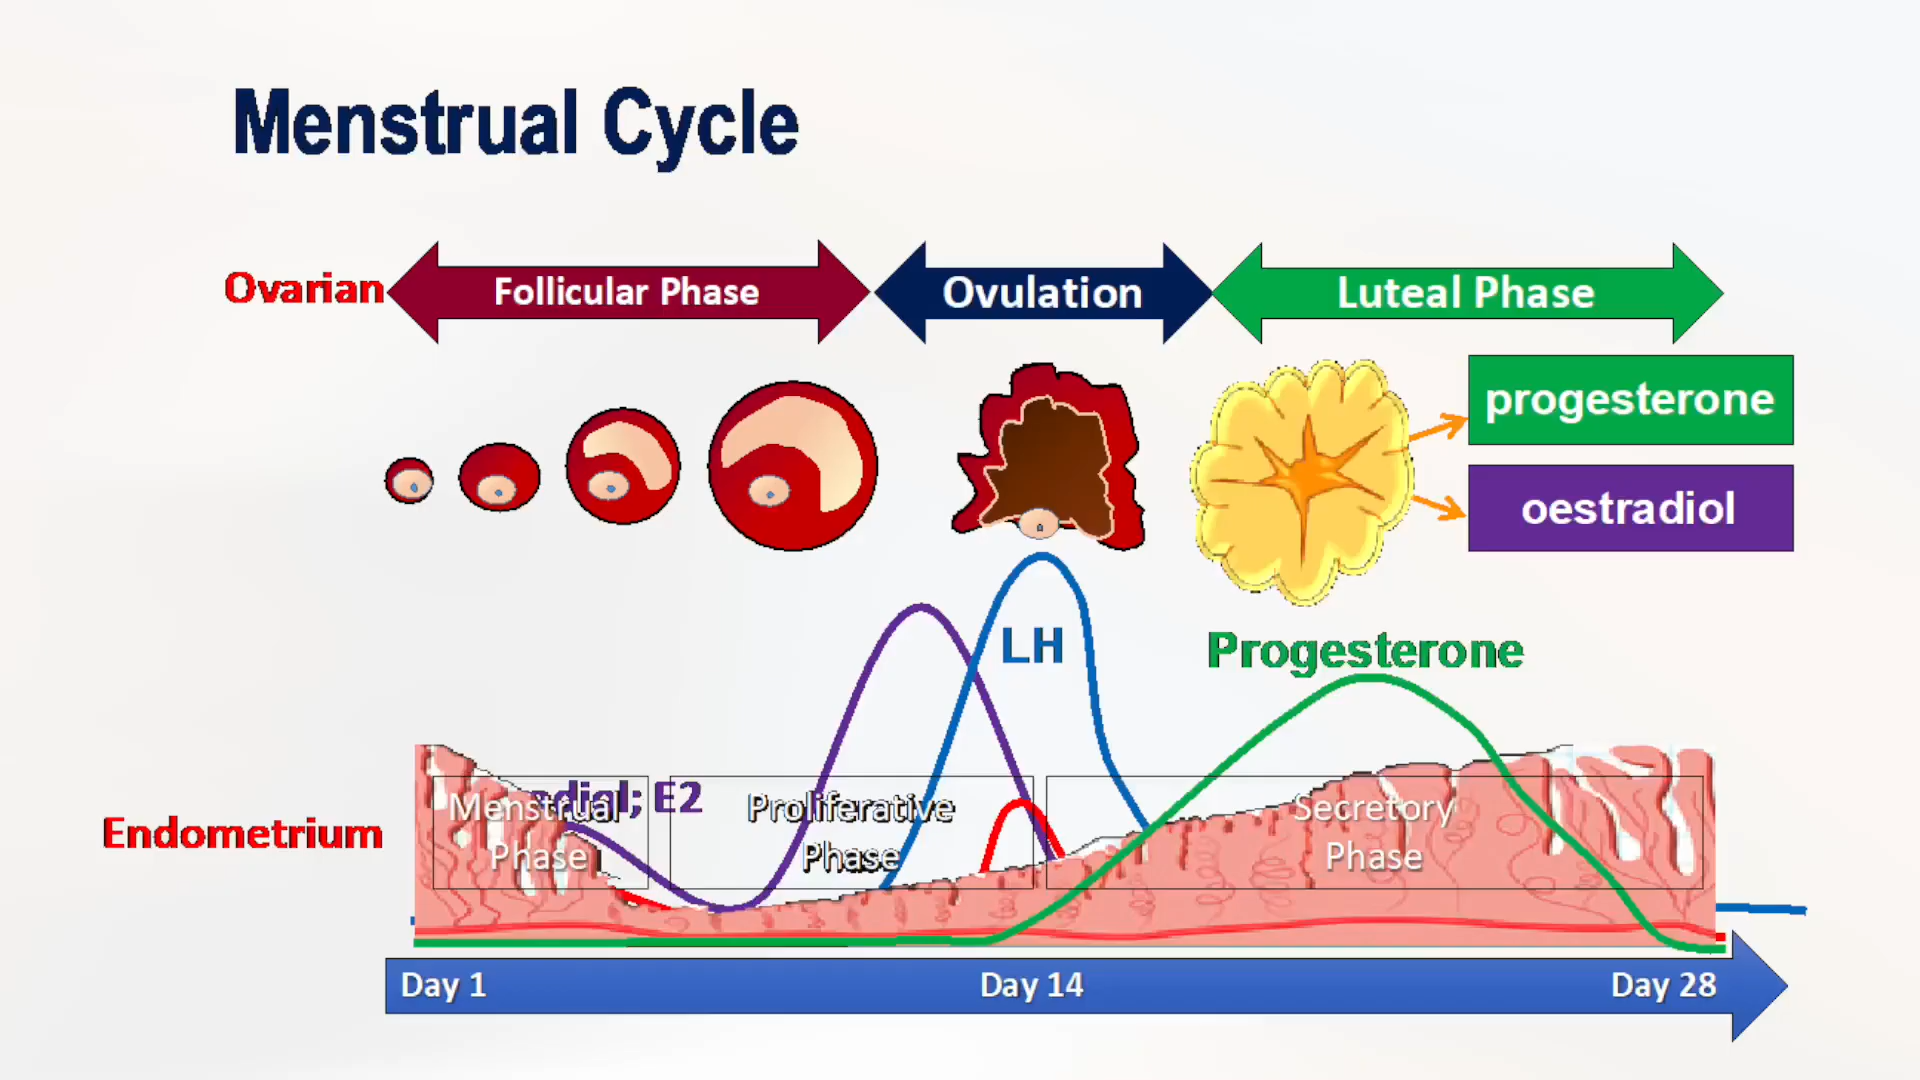 Menstrual Cycle
Ovarian
Follicular Phase
Ovulation
Luteal Phase
progesterone
oestradiol
LH
Progesterone
E2
Endometrium
Menstrual
Phase
Proliferative
Phase
Secretory
Phase
Day 1
Day 14
Day 28